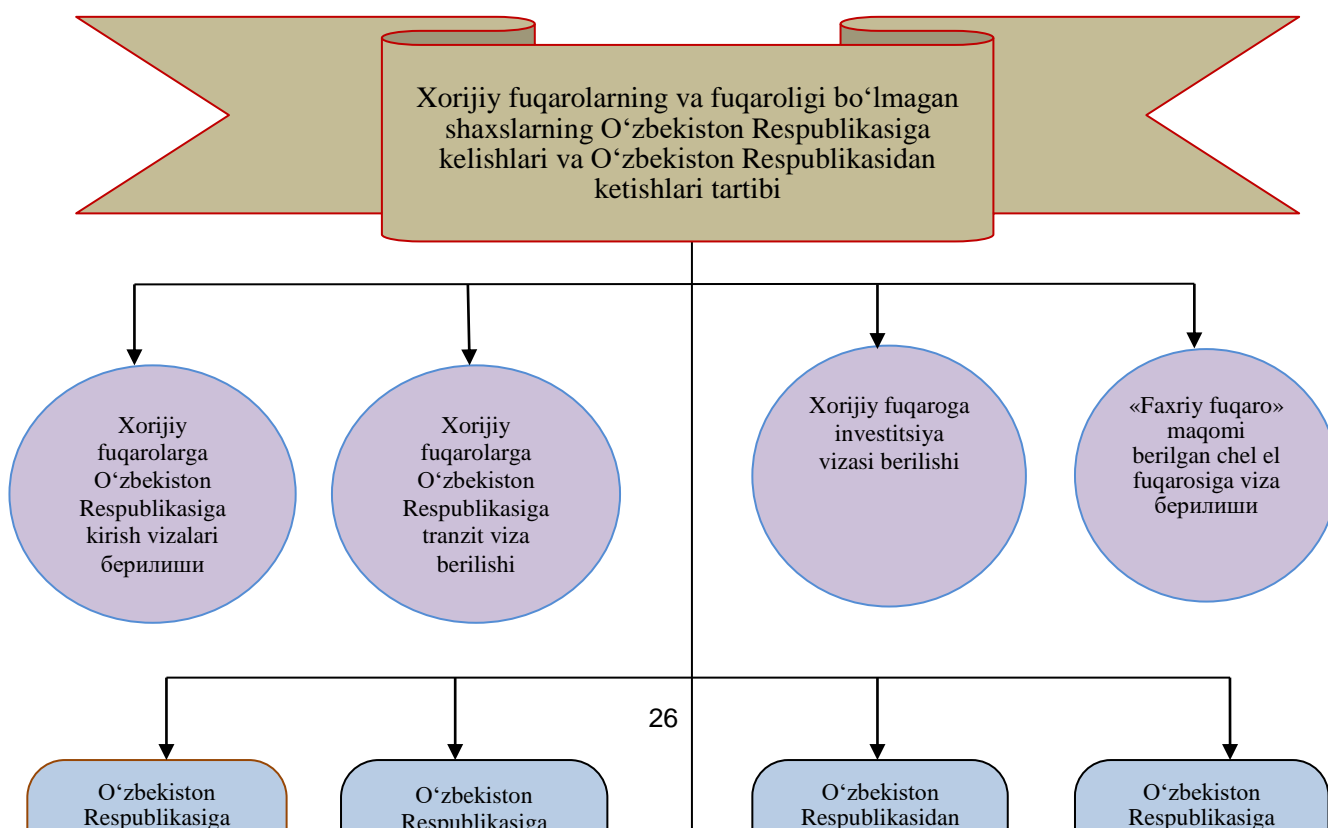 Xorijiy fuqarolarning va fuqaroligi bo‘lmagan
shaxslarning O‘zbekiston Respublikasiga
kelishlari va O‘zbekiston Respublikasidan
ketishlari tartibi
Xorijiy
fuqarolarga
O‘zbekiston
Respublikasiga
kirish vizalari
берилиши
Xorijiy
fuqarolarga
O‘zbekiston
Respublikasiga
tranzit viza
berilishi
Xorijiy fuqaroga
investitsiya
vizasi berilishi
«Faxriy fuqaro»
maqomi
berilgan chel el
fuqarosiga viza
берилиши
26
O‘zbekiston
Respublikasiga
O‘zbekiston
Respublikasiga
O‘zbekiston
Respublikasidan
O‘zbekiston
Respublikasiga